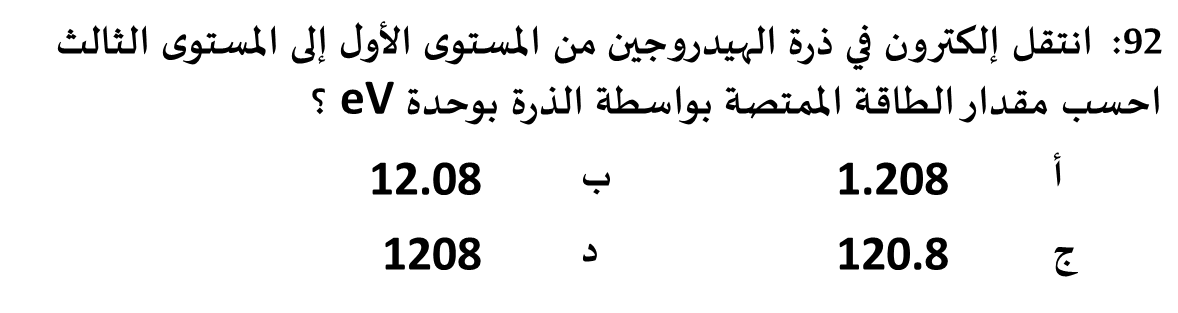 92: انتقل إلكترون في ذرة الهيدروجين من المستوى الأول إلى المستوى الثالث
احسب مقدار الطاقة الممتصة بواسطة الذرة بوحدة eV ؟
أ 1.208 ب 12.08
ج 120.8 د 1208